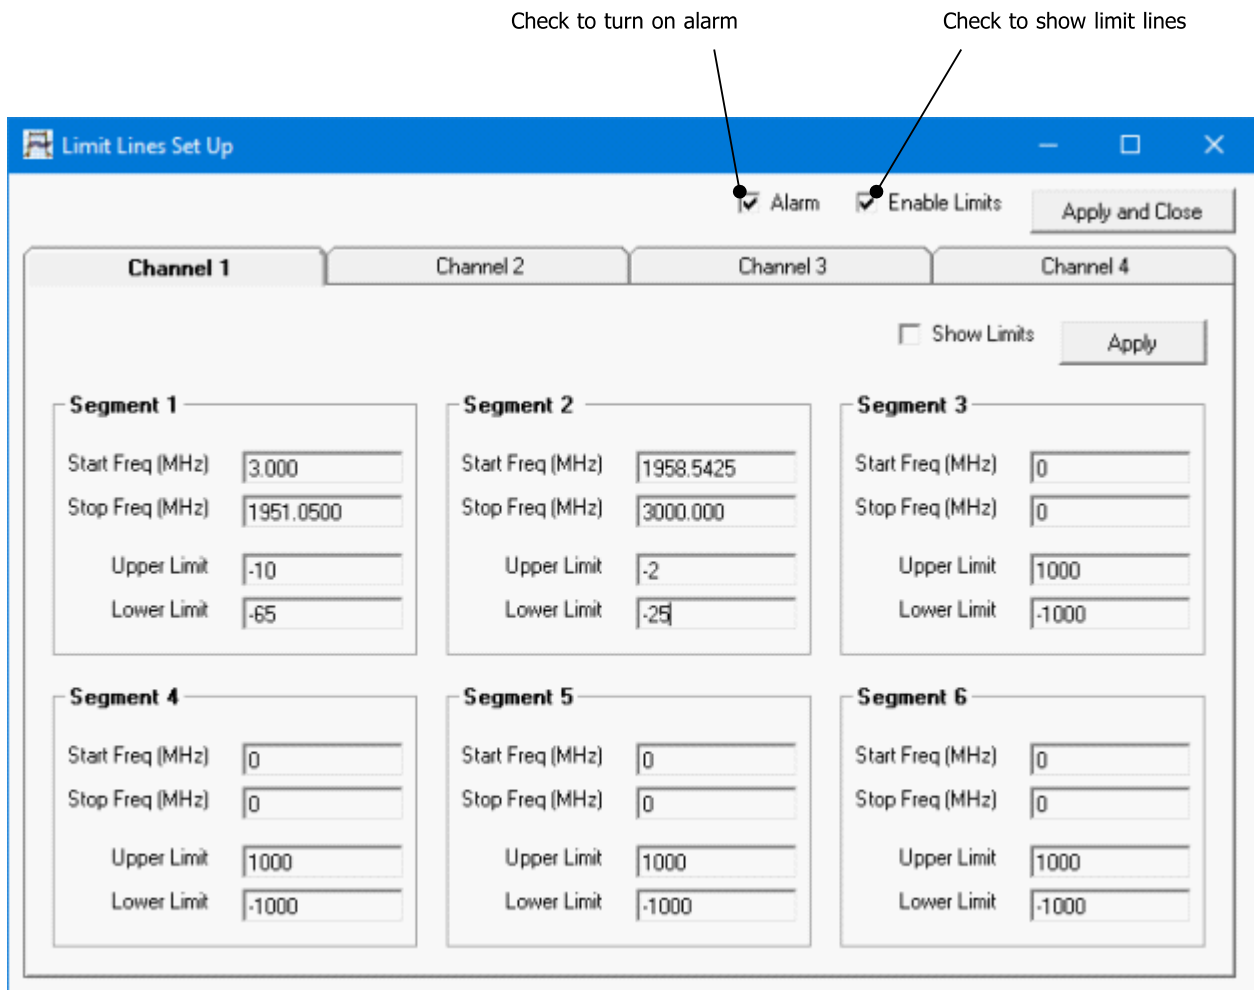 Check to turn on alarm
Check to show limit lines
Limit Lines Set Up
Alarm
Enable Limits
Apply and Close
Channel 1
Channel 2
Channel 3
Channel 4
Show Limits
Apply
Segment 1
Start Freq (MHz) 3.000
Stop Freq (MHz) 1951.0500
Upper Limit -10
Lower Limit -65
Segment 2
Start Freq (MHz) 1958.5425
Stop Freq (MHz) 3000.000
Upper Limit -2
Lower Limit -25
Segment 3
Start Freq (MHz) 0
Stop Freq (MHz) 0
Upper Limit 1000
Lower Limit -1000
Segment 4
Start Freq (MHz) 0
Stop Freq (MHz) 0
Upper Limit 1000
Lower Limit -1000
Segment 5
Start Freq (MHz) 0
Stop Freq (MHz) 0
Upper Limit 1000
Lower Limit -1000
Segment 6
Start Freq (MHz) 0
Stop Freq (MHz) 0
Upper Limit 1000
Lower Limit -1000